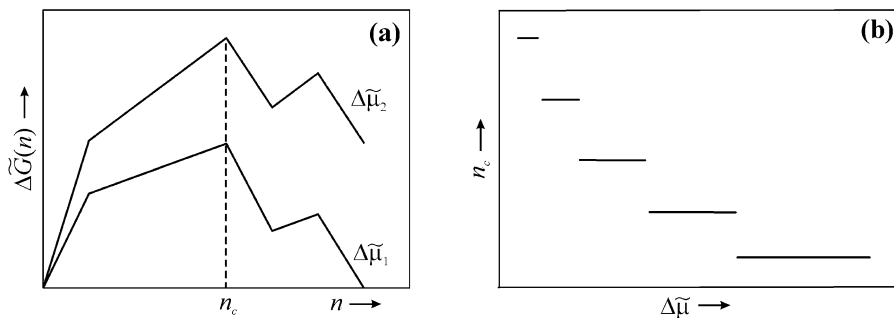 (a)
ΔG̃(n) →
Δμ̃₂
Δμ̃₁
n_c
n →
(b)
n_c →
Δμ̃ →